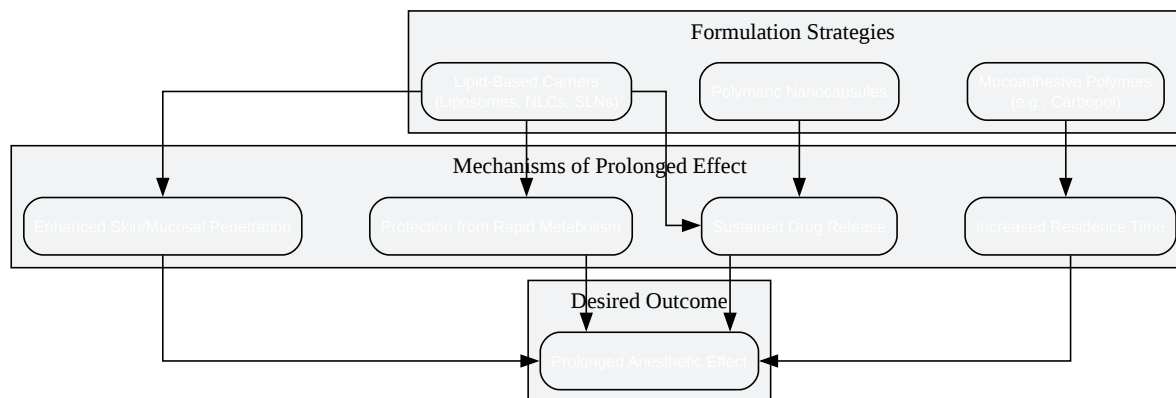 Formulation Strategies
Lipid-Based Carriers
(Liposomes, NLCs, SLNs)
Polymeric Nanocapsules
Mucoadhesive Polymers
(e.g., Carbopol)
Mechanisms of Prolonged Effect
Enhanced Skin/Mucosal Penetration
Protection from Rapid Metabolism
Sustained Drug Release
Increased Residence Time
Desired Outcome
Prolonged Anesthetic Effect